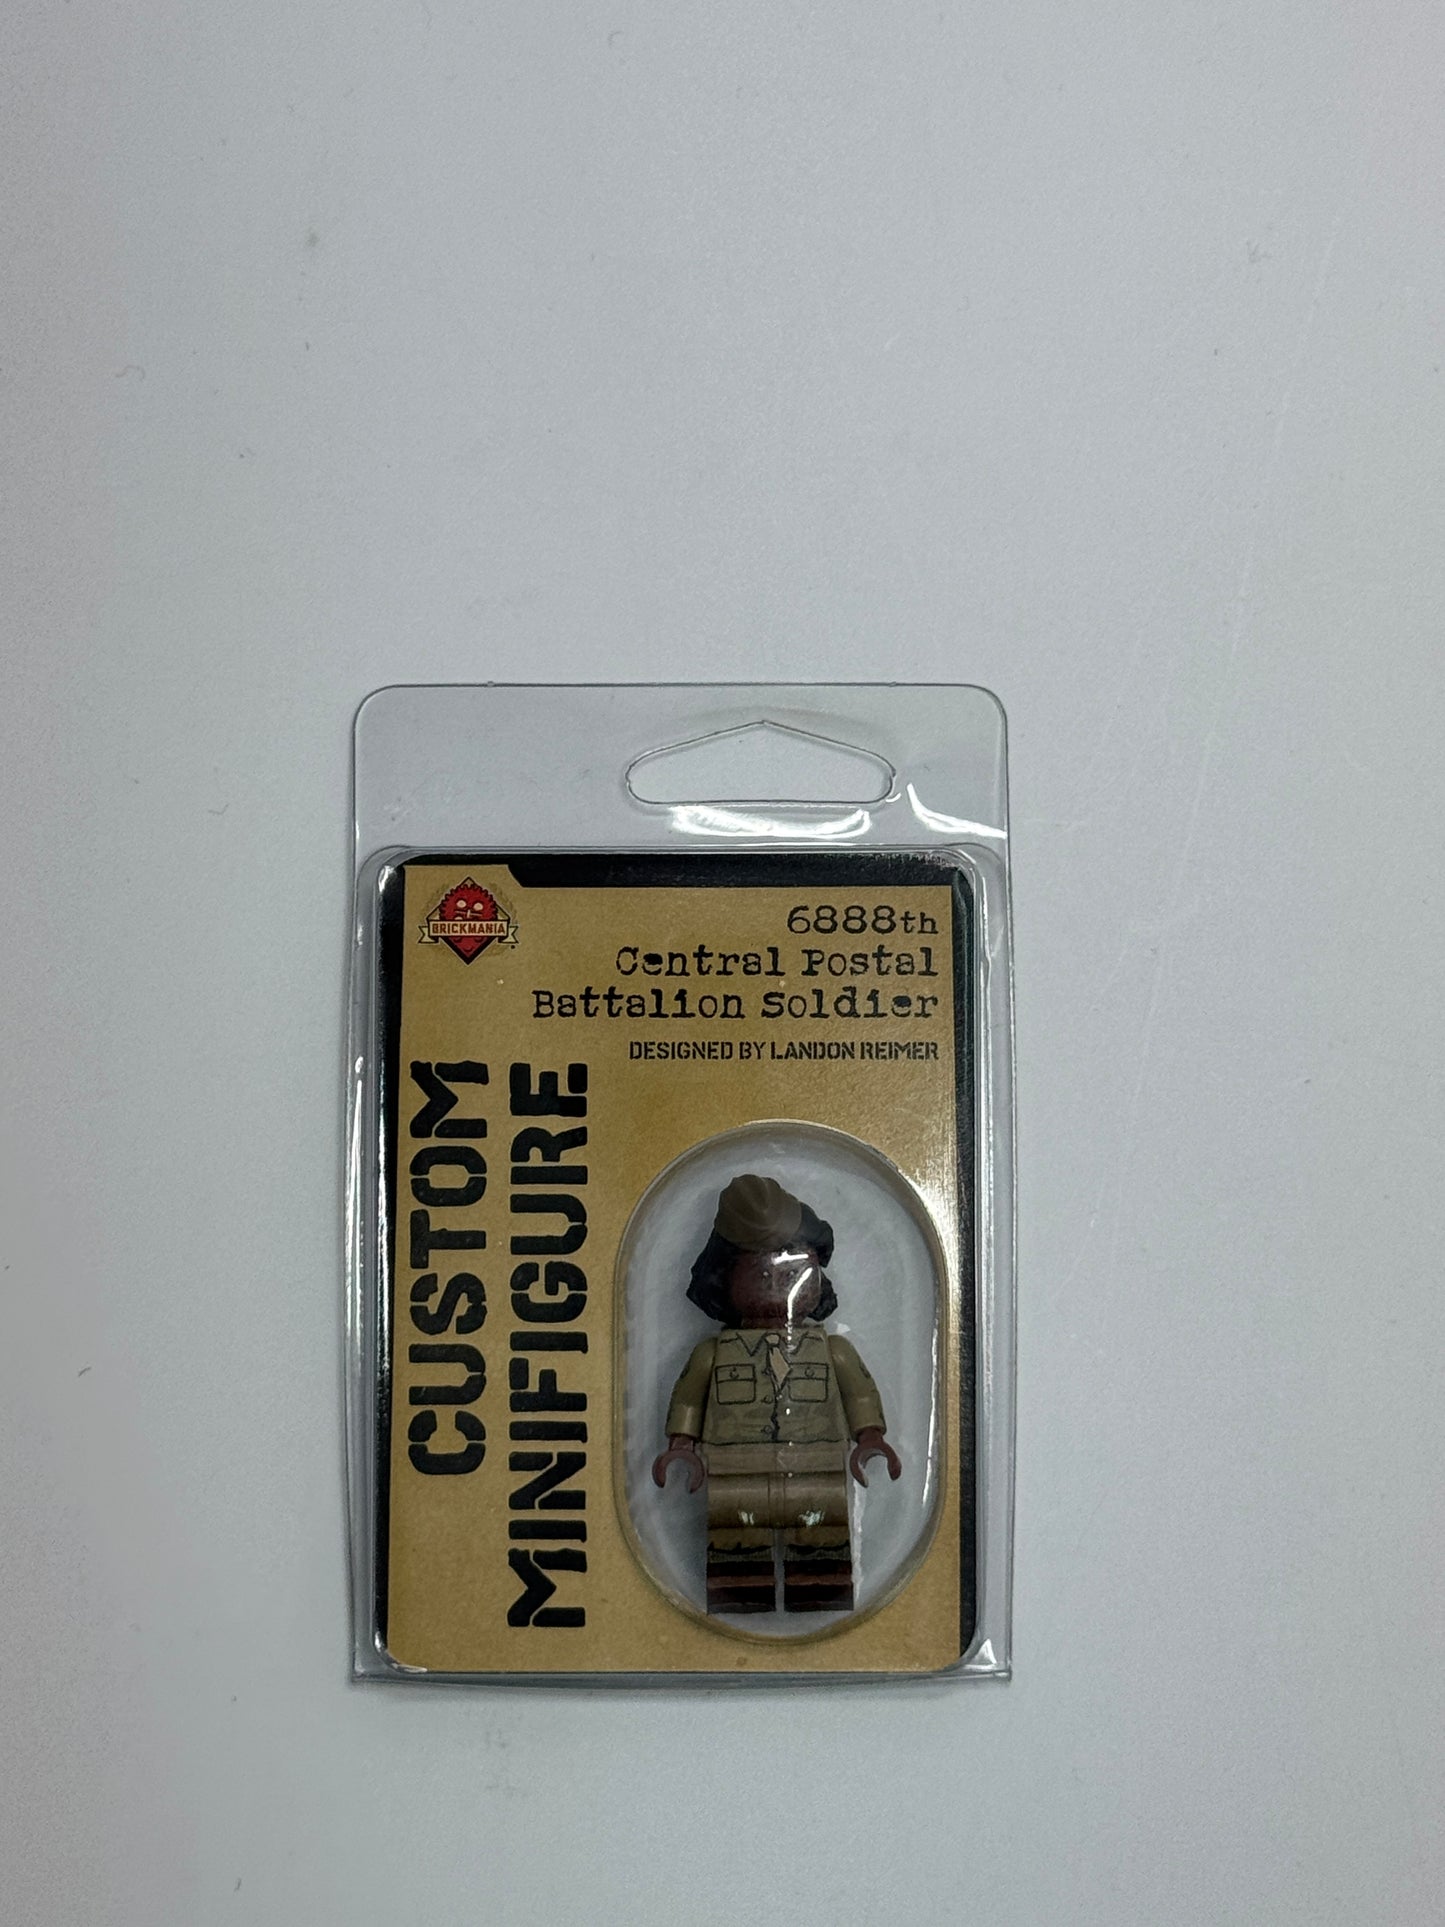 BRICKMANIA
6888th
Central Postal
Battalion Soldier
DESIGNED BY LANDON REIMER
CUSTOM
MINIFIGURE